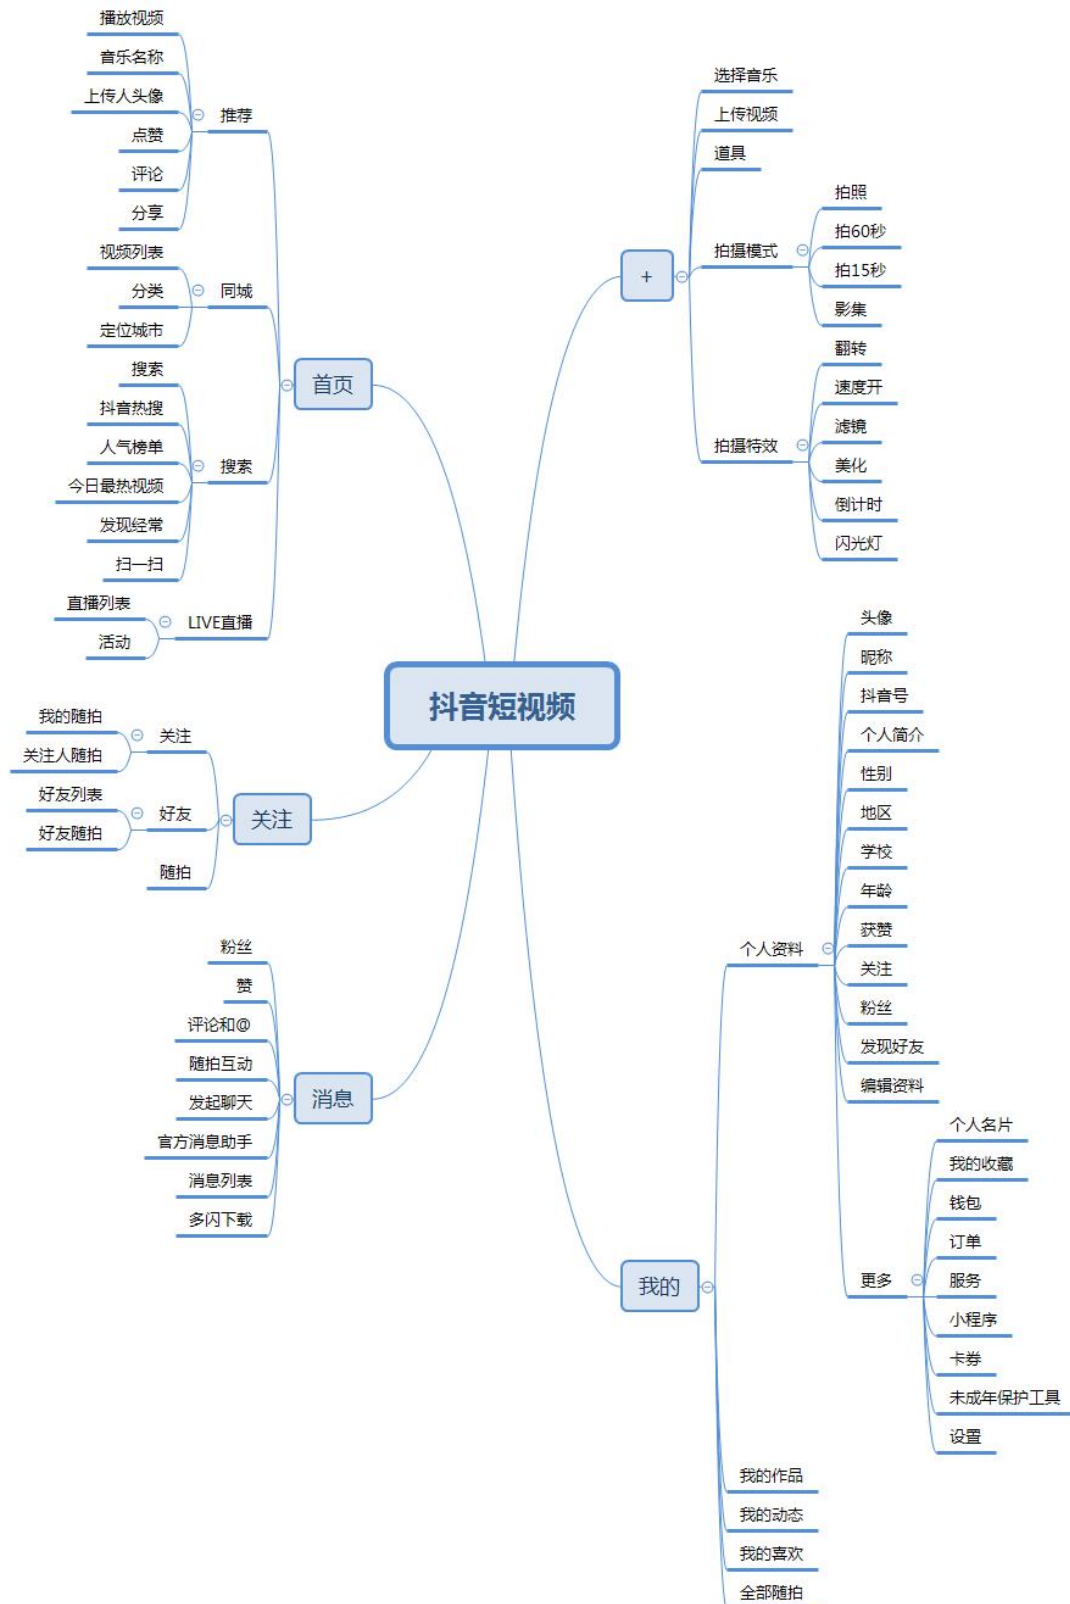 抖音短视频
首页
推荐
播放视频
音乐名称
上传人头像
点赞
评论
分享
同城
视频列表
分类
定位城市
搜索
搜索
抖音热搜
人气榜单
今日最热视频
发现经常
扫一扫
LIVE直播
直播列表
活动
关注
关注
我的随拍
关注人随拍
好友
好友列表
好友随拍
随拍
消息
粉丝
赞
评论和@
随拍互动
发起聊天
官方消息助手
消息列表
多闪下载
+
选择音乐
上传视频
道具
拍摄模式
拍照
拍60秒
拍15秒
影集
拍摄特效
翻转
速度开
滤镜
美化
倒计时
闪光灯
我的
个人资料
头像
昵称
抖音号
个人简介
性别
地区
学校
年龄
获赞
关注
粉丝
发现好友
编辑资料
更多
个人名片
我的收藏
钱包
订单
服务
小程序
卡券
未成年保护工具
设置
我的作品
我的动态
我的喜欢
全部随拍